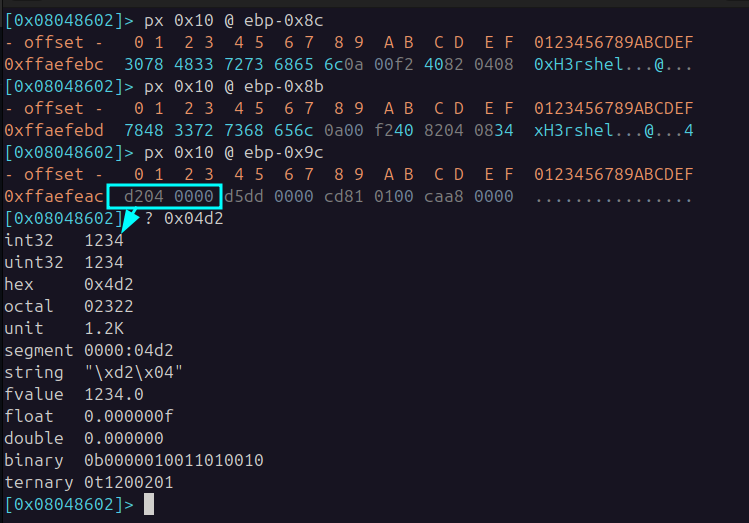 [0x08048602]> px 0x10 @ ebp-0x8c
- offset -   0 1  2 3  4 5  6 7  8 9  A B  C D  E F  0123456789ABCDEF
0xffaefebc  3078 4833 7273 6865 6c0a 00f2 4082 0408  0xH3rshel...@...
[0x08048602]> px 0x10 @ ebp-0x8b
- offset -   0 1  2 3  4 5  6 7  8 9  A B  C D  E F  0123456789ABCDEF
0xffaefebd  7848 3372 7368 656c 0a00 f240 8204 0834  xH3rshel...@...4
[0x08048602]> px 0x10 @ ebp-0x9c
- offset -   0 1  2 3  4 5  6 7  8 9  A B  C D  E F  0123456789ABCDEF
0xffaefeac  d204 0000 d5dd 0000 cd81 0100 caa8 0000  ................
[0x08048602]> ? 0x04d2
int32   1234
uint32  1234
hex     0x4d2
octal   02322
unit    1.2K
segment 0000:04d2
string  "\xd2\x04"
fvalue  1234.0
float   0.000000f
double  0.000000
binary  0b0000010011010010
ternary 0t1200201
[0x08048602]>